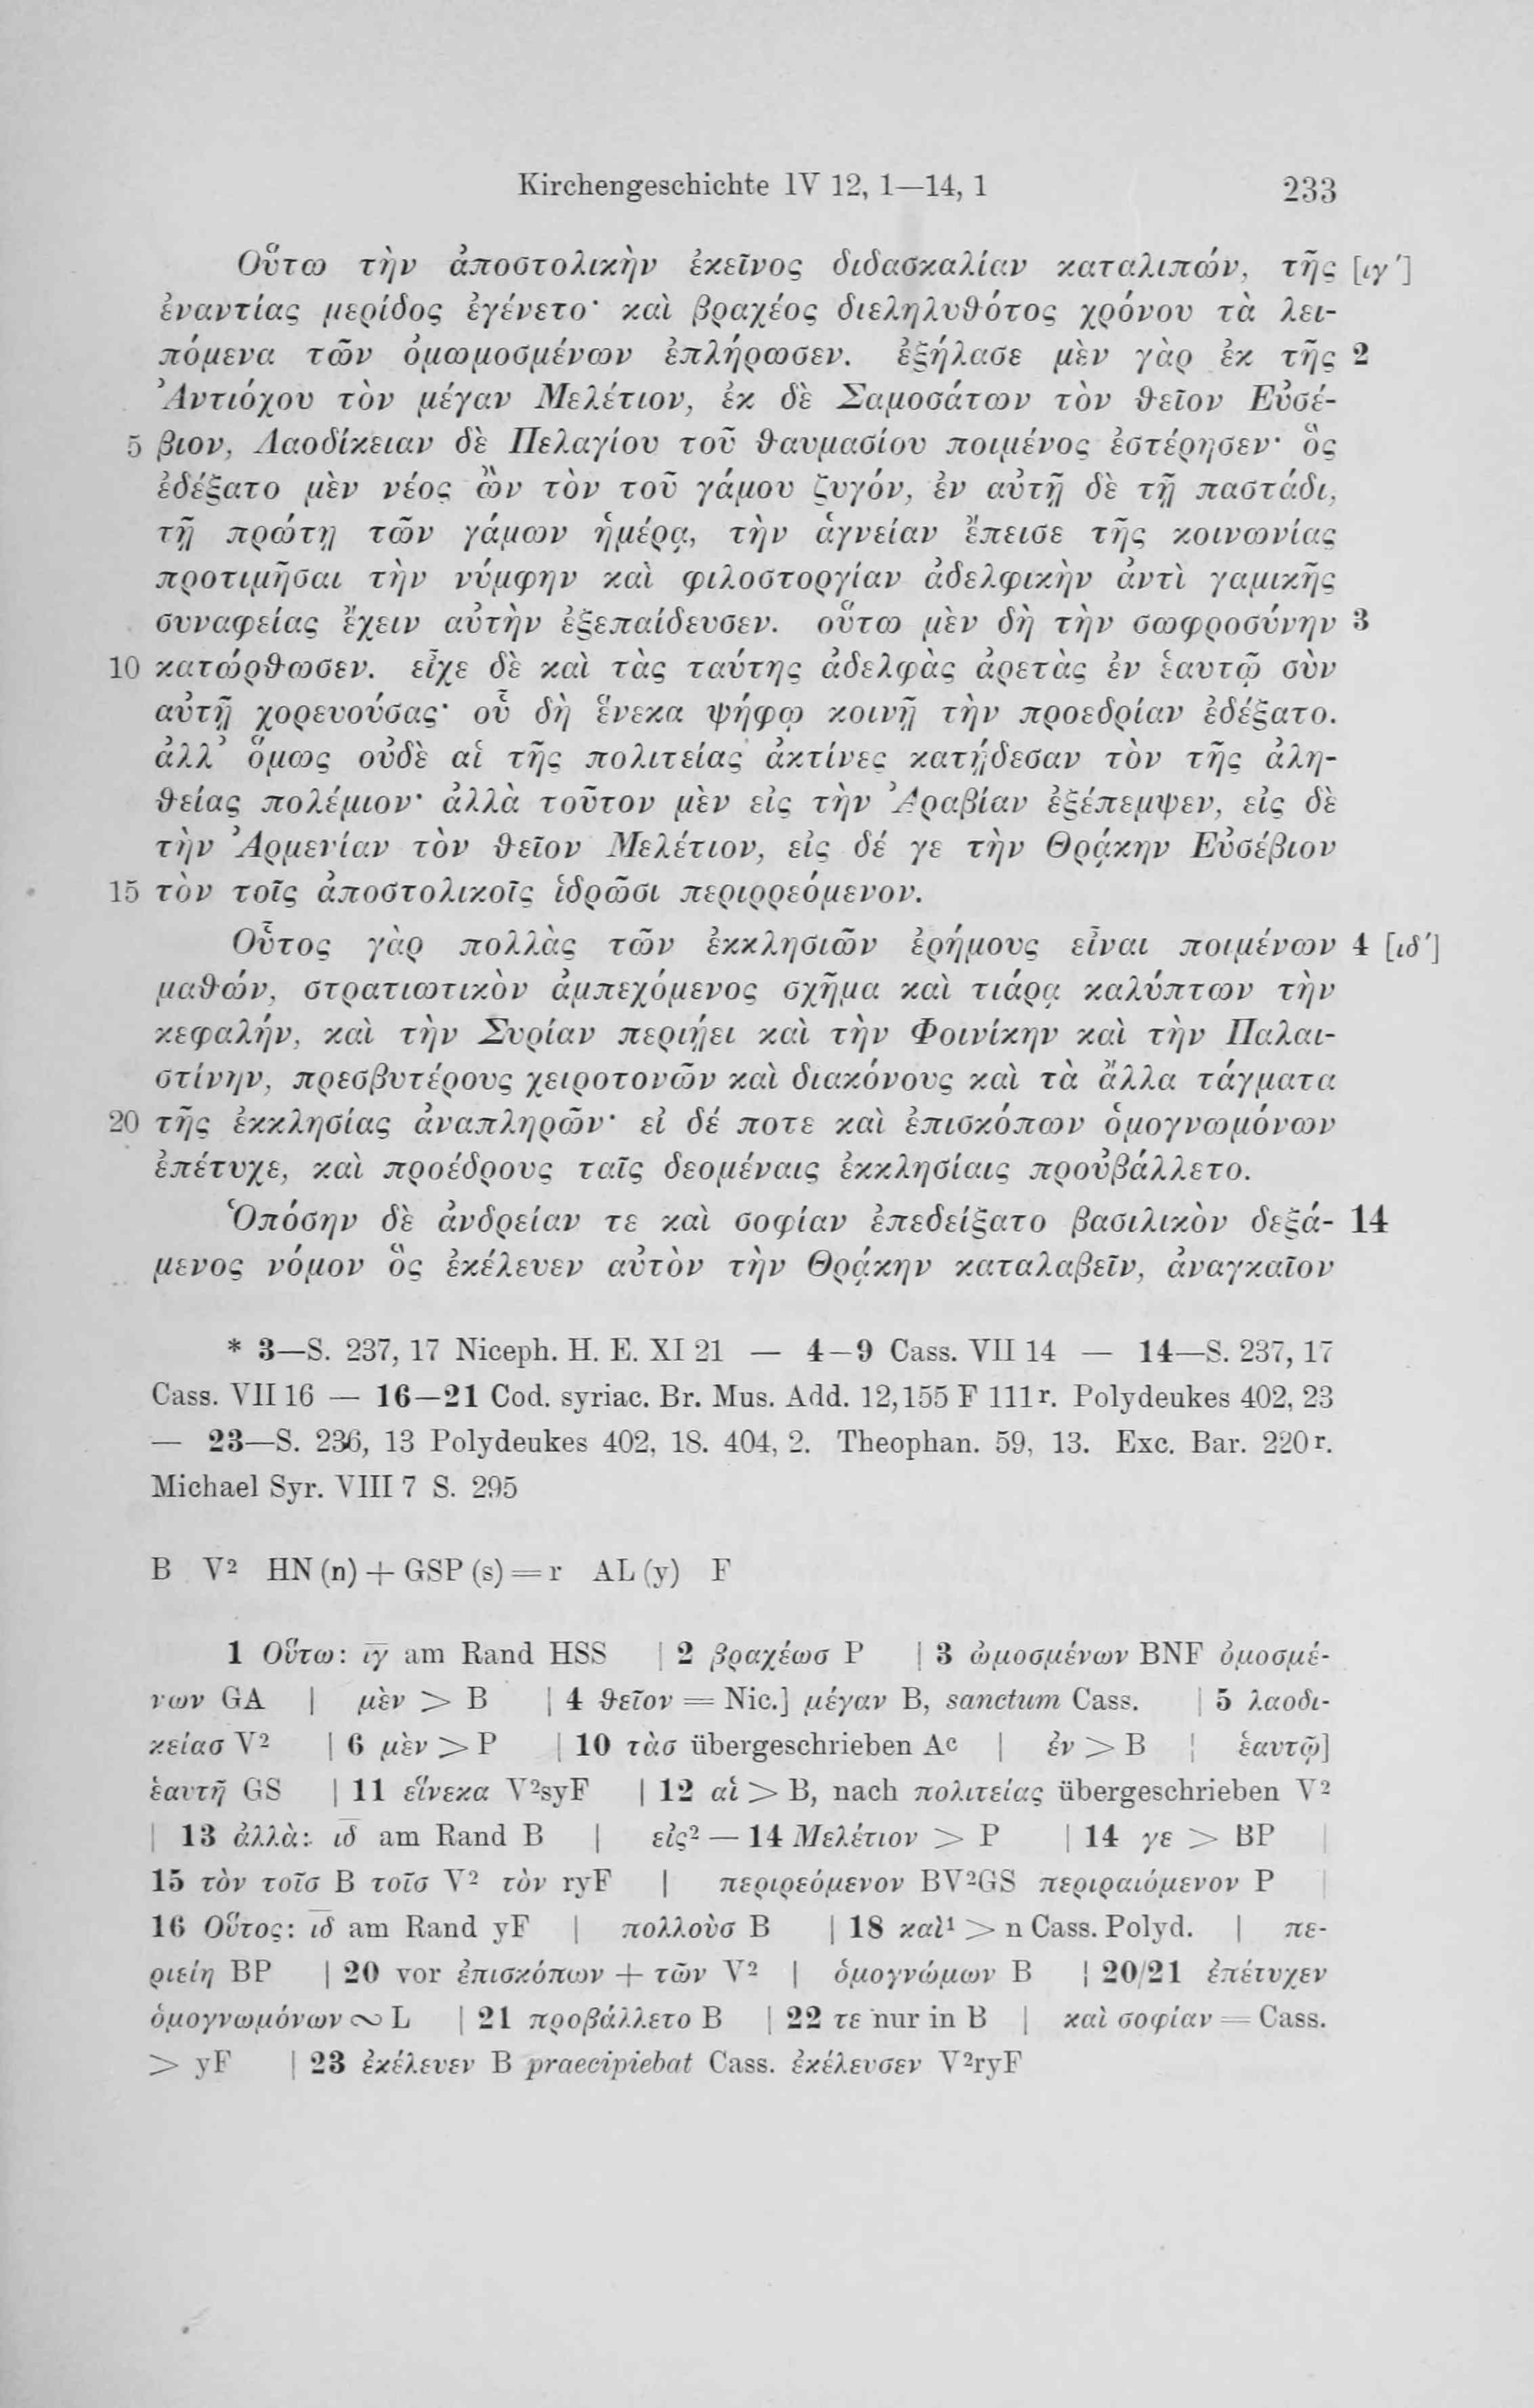 Kirchengeschichte IV 12, 1—14, 1 233
Οὕτω τὴν ἀποστολικὴν ἐκεῖνος διδασκαλίαν καταλιπών, τῆς [ιγ´]
ἐναντίας μερίδος ἐγένετο· καὶ βραχέος διεληλυθότος χρόνου τὰ λει-
πόμενα τῶν ὀμωμοσμένων ἐπλήρωσεν. ἐξήλασε μὲν γὰρ ἐκ τῆς 2
Ἀντιόχου τὸν μέγαν Μελέτιον, ἐκ δὲ Σαμοσάτων τὸν θεῖον Εὐσέ-
5 βιον, Λαοδίκειαν δὲ Πελαγίου τοῦ θαυμασίου ποιμένος ἐστέρησεν· ὃς
ἐδέξατο μὲν νέος ὢν τὸν τοῦ γάμου ζυγόν, ἐν αὐτῇ δὲ τῇ παστάδι,
τῇ πρώτῃ τῶν γάμων ἡμέρᾳ, τὴν ἁγνείαν ἔπεισε τῆς κοινωνίας
προτιμῆσαι τὴν νύμφην καὶ φιλοστοργίαν ἀδελφικὴν ἀντὶ γαμικῆς
συναφείας ἔχειν αὐτὴν ἐξεπαίδευσεν. οὕτω μὲν δὴ τὴν σωφροσύνην 3
10 κατώρθωσεν. εἶχε δὲ καὶ τὰς ταύτης ἀδελφὰς ἀρετὰς ἐν ἑαυτῷ σὺν
αὐτῇ χορευούσας· οὗ δὴ ἕνεκα ψήφῳ κοινῇ τὴν προεδρίαν ἐδέξατο.
ἀλλ᾽ ὅμως οὐδὲ αἱ τῆς πολιτείας ἀκτίνες κατῄδεσαν τὸν τῆς ἀλη-
θείας πολέμιον· ἀλλὰ τοῦτον μὲν εἰς τὴν Ἀραβίαν ἐξέπεμψεν, εἰς δὲ
τὴν Ἀρμενίαν τὸν θεῖον Μελέτιον, εἰς δέ γε τὴν Θρᾴκην Εὐσέβιον
15 τὸν τοῖς ἀποστολικοῖς ἱδρῶσι περιρρεόμενον.
Οὗτος γὰρ πολλὰς τῶν ἐκκλησιῶν ἐρήμους εἶναι ποιμένων 4 [ιδ´]
μαθών, στρατιωτικὸν ἀμπεχόμενος σχῆμα καὶ τιάρᾳ καλύπτων τὴν
κεφαλήν, καὶ τὴν Συρίαν περιῄει καὶ τὴν Φοινίκην καὶ τὴν Παλαι-
στίνην, πρεσβυτέρους χειροτονῶν καὶ διακόνους καὶ τὰ ἄλλα τάγματα
20 τῆς ἐκκλησίας ἀναπληρῶν· εἰ δέ ποτε καὶ ἐπισκόπων ὁμογνωμόνων
ἐπέτυχε, καὶ προέδρους ταῖς δεομέναις ἐκκλησίαις προὐβάλλετο.
Ὁπόσην δὲ ἀνδρείαν τε καὶ σοφίαν ἐπεδείξατο βασιλικὸν δεξά- 14
μενος νόμον ὃς ἐκέλευεν αὐτὸν τὴν Θρᾴκην καταλαβεῖν, ἀναγκαῖον
* 3—S. 237, 17 Niceph. H. E. XI 21 — 4—9 Cass. VII 14 — 14—S. 237, 17
Cass. VII 16 — 16—21 Cod. syriac. Br. Mus. Add. 12,155 F 111r. Polydeukes 402, 23
— 23—S. 236, 13 Polydeukes 402, 18. 404, 2. Theophan. 59, 13. Exc. Bar. 220r.
Michael Syr. VIII 7 S. 295
B V² HN (n) + GSP (s) = r AL (y) F
1 Οὕτω: ιγ am Rand HSS | 2 βραχέωσ P | 3 ὠμοσμένων BNF ὀμοσμέ-
νων GA | μὲν > B | 4 θεῖον = Nic.] μέγαν B, sanctum Cass. | 5 λαοδι-
κείασ V² | 6 μὲν > P | 10 τὰσ übergeschrieben Aᶜ | ἐν > B | ἑαυτῷ]
ἑαυτῆ GS | 11 εἵνεκα V²syF | 12 αἱ > B, nach πολιτείας übergeschrieben V²
| 13 ἀλλὰ: ιδ am Rand B | εἰς² — 14 Μελέτιον > P | 14 γε > BP |
15 τὸν τοῖσ B τοῖσ V² τὸν ryF | περιρεόμενον BV²GS περιραιόμενον P |
16 Οὗτος: ιδ am Rand yF | πολλοὺσ B | 18 καὶ¹ > n Cass. Polyd. | πε-
ριείη BP | 20 vor ἐπισκόπων + τῶν V² | ὁμογνώμων B | 20/21 ἐπέτυχεν
ὁμογνωμόνων ∾ L | 21 προβάλλετο B | 22 τε nur in B | καὶ σοφίαν = Cass.
> yF | 23 ἐκέλευεν B praecipiebat Cass. ἐκέλευσεν V²ryF